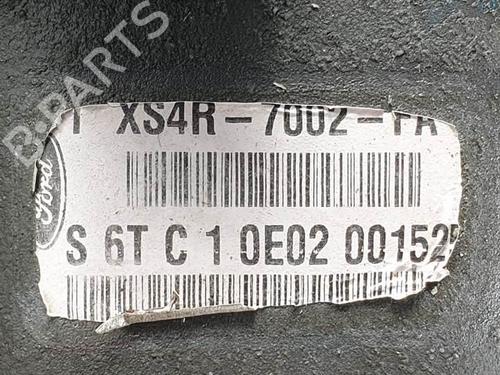 B-PARTS
XS4R-7002-FA
Ford
S 6T C 1 0E02 00152